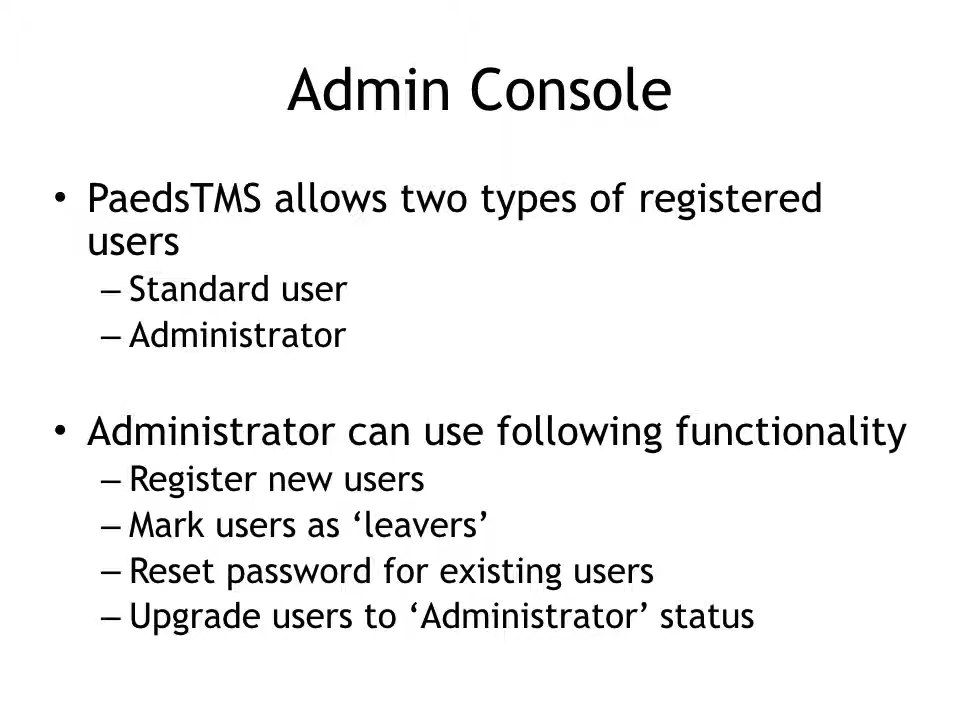 Admin Console
• PaedsTMS allows two types of registered
users
– Standard user
– Administrator
• Administrator can use following functionality
– Register new users
– Mark users as ‘leavers’
– Reset password for existing users
– Upgrade users to ‘Administrator’ status